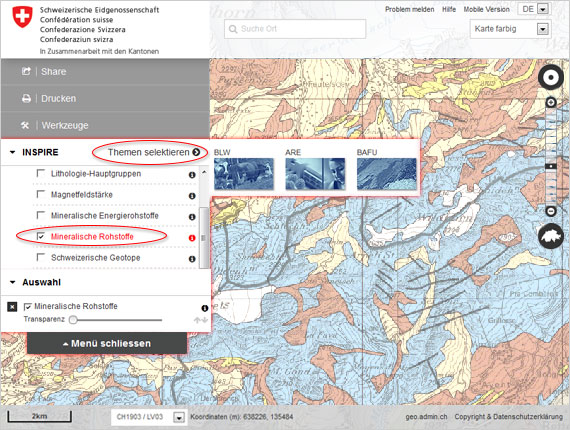 Schweizerische Eidgenossenschaft
Confédération suisse
Confederazione Svizzera
Confederaziun svizra
In Zusammenarbeit mit den Kantonen
Problem melden Hilfe Mobile Version DE
Suche Ort
Karte farbig
Share
Drucken
Werkzeuge
INSPIRE Themen selektieren
BLW ARE BAFU
Lithologie-Hauptgruppen
Magnetfeldstärke
Mineralische Energierohstoffe
Mineralische Rohstoffe
Schweizerische Geotope
Auswahl
Mineralische Rohstoffe
Transparenz
Menü schliessen
2km
CH1903 / LV03 Koordinaten (m): 638226, 135484
geo.admin.ch Copyright & Datenschutzerklärung